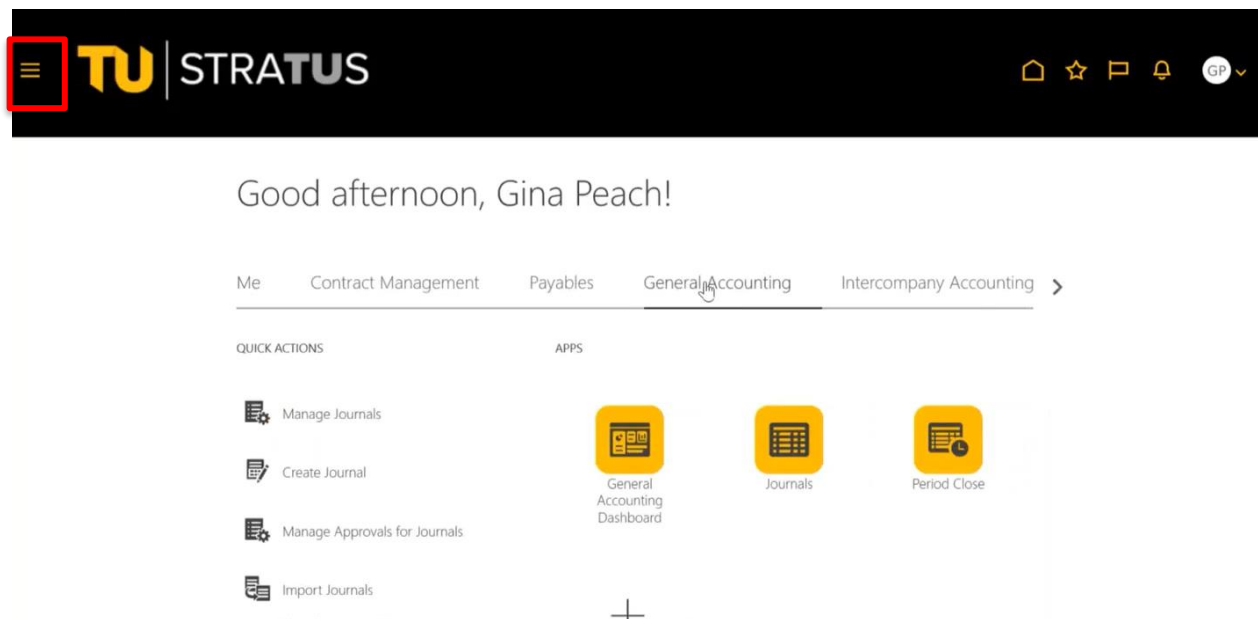 TU STRATUS
GP
Good afternoon, Gina Peach!
Me Contract Management Payables General Accounting Intercompany Accounting
QUICK ACTIONS
APPS
Manage Journals
Create Journal
Manage Approvals for Journals
Import Journals
General
Accounting
Dashboard
Journals
Period Close